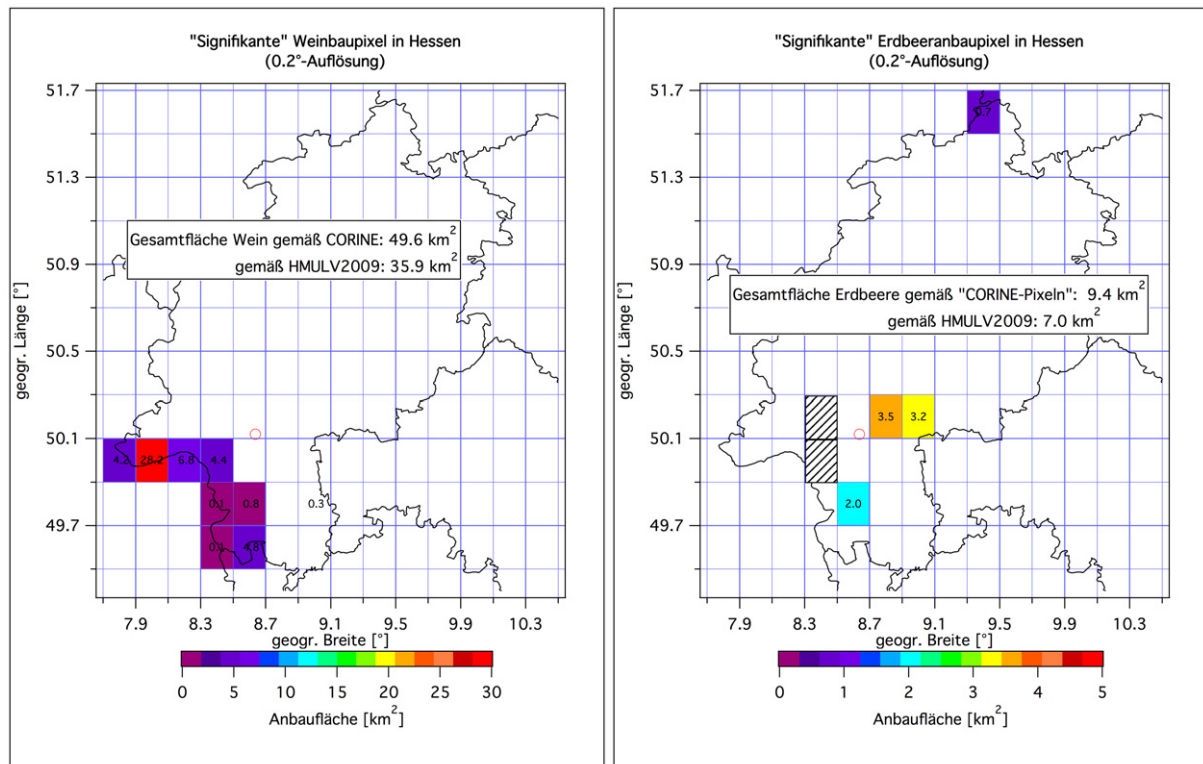 "Signifikante" Weinbaupixel in Hessen
(0.2°-Auflösung)
51.7
51.3
50.9
50.5
50.1
49.7
geogr. Länge [°]
Gesamtfläche Wein gemäß CORINE: 49.6 km²
gemäß HMULV2009: 35.9 km²
4.2 28.2 6.8 4.4
0.1 0.8 0.3
0.1 4.8
7.9 8.3 8.7 9.1 9.5 9.9 10.3
geogr. Breite [°]
0 5 10 15 20 25 30
Anbaufläche [km²]
"Signifikante" Erdbeeranbaupixel in Hessen
(0.2°-Auflösung)
51.7
51.3
50.9
50.5
50.1
49.7
geogr. Länge [°]
0.7
Gesamtfläche Erdbeere gemäß "CORINE-Pixeln": 9.4 km²
gemäß HMULV2009: 7.0 km²
3.5 3.2
2.0
7.9 8.3 8.7 9.1 9.5 9.9 10.3
geogr. Breite [°]
0 1 2 3 4 5
Anbaufläche [km²]